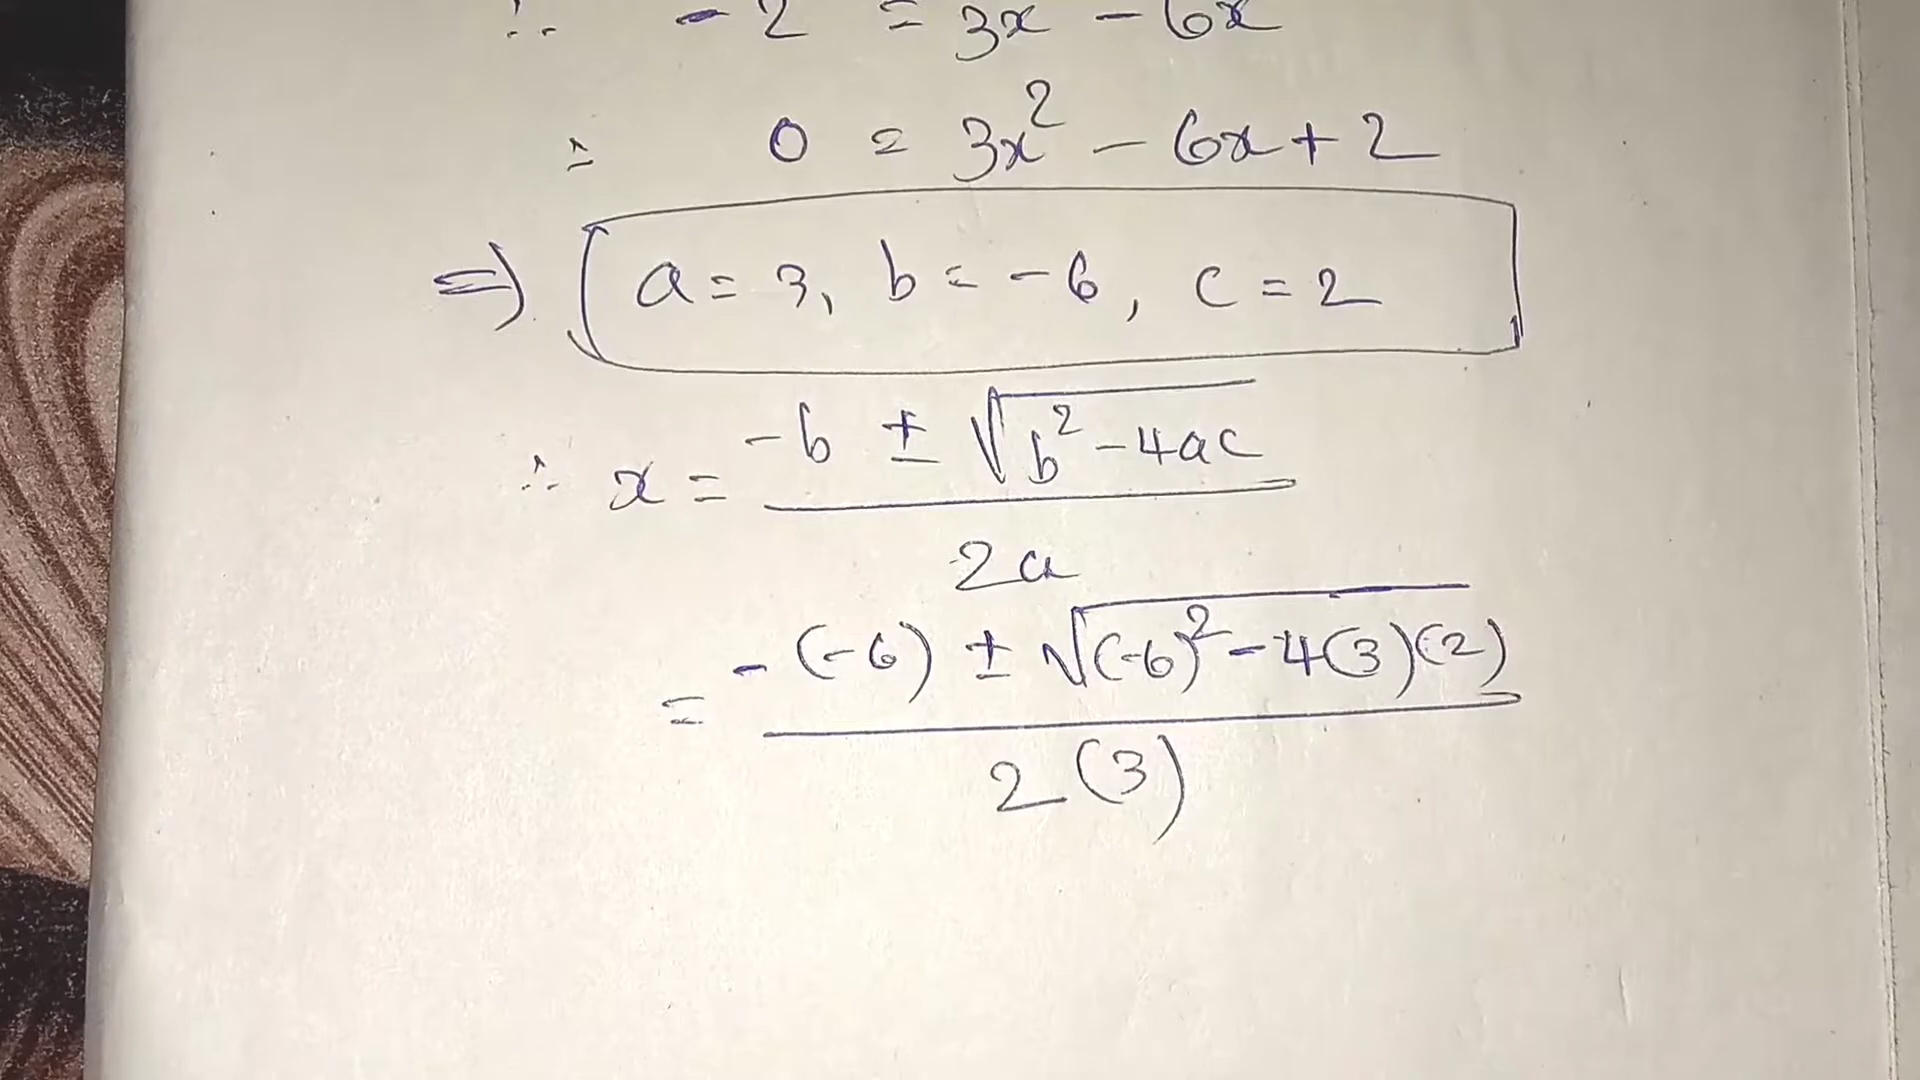 ∴ - 2 = 3x - 6x
∴ 0 = 3x² - 6x + 2
⇒ a = 3, b = -6, c = 2
∴ x = (-b ± √(b² - 4ac)) / 2a
= (-(-6) ± √((-6)² - 4(3)(2))) / 2(3)